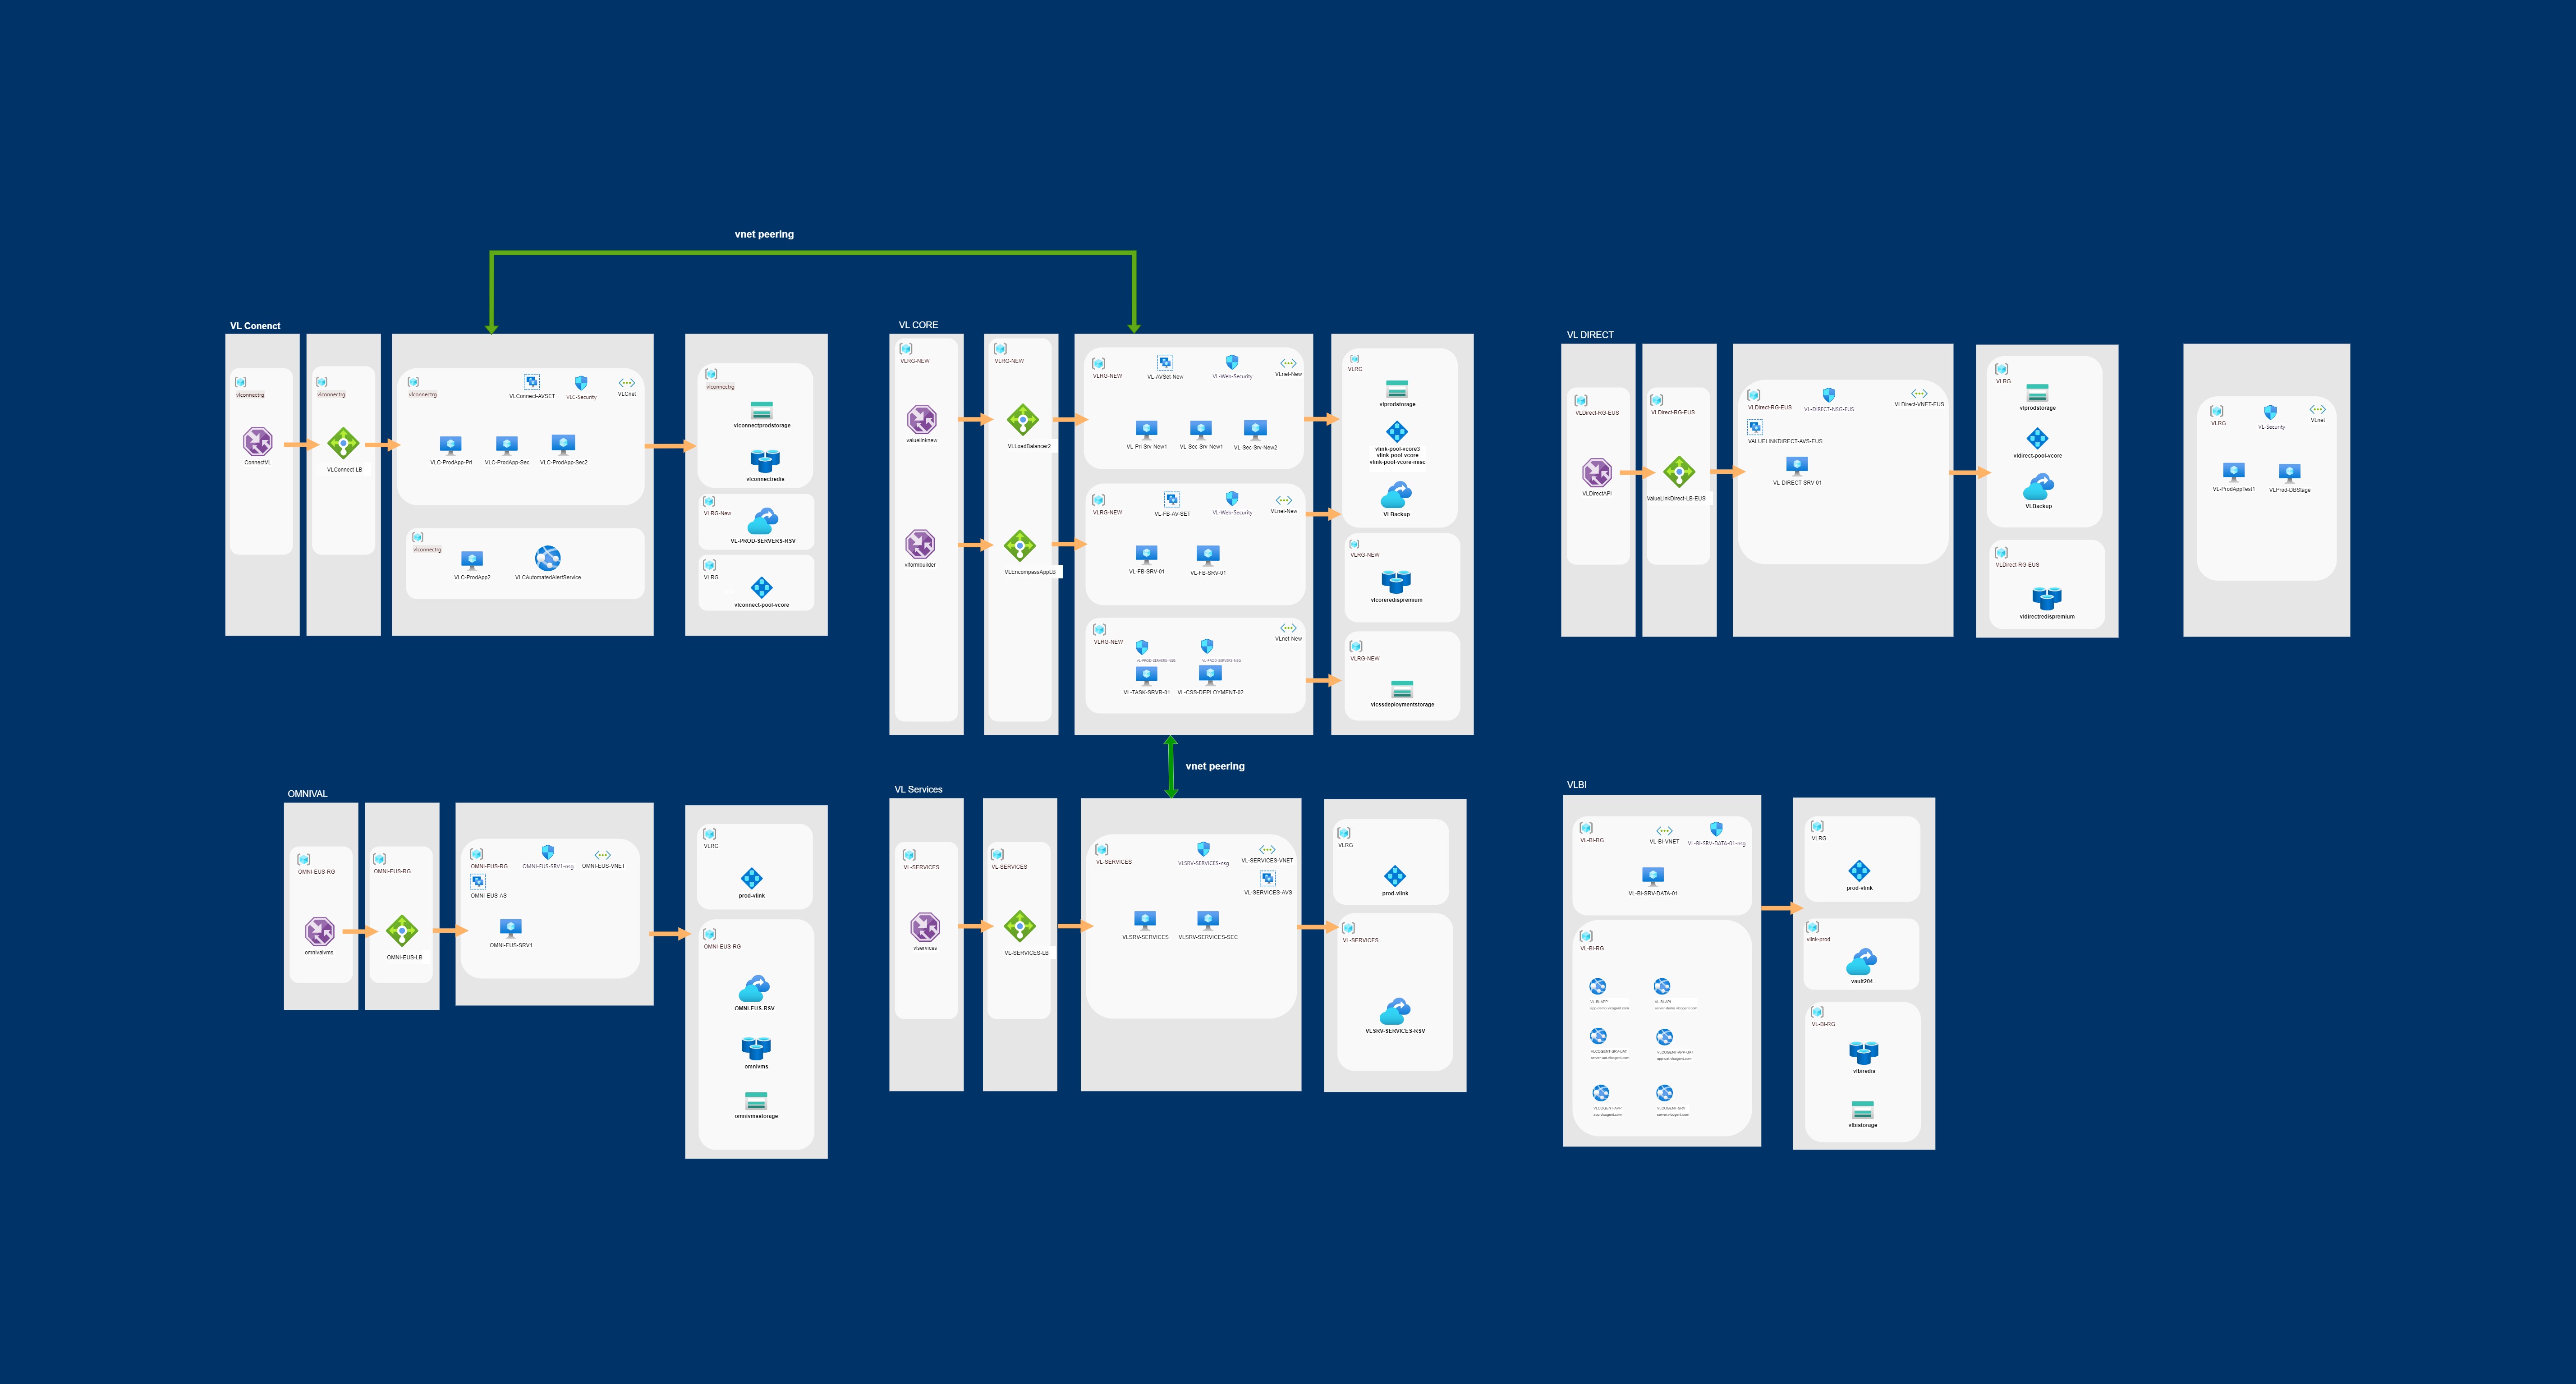 vnet peering
VL Conenct
vlconnectrg
ConnectVL
vlconnectrg
VLConnect-LB
vlconnectrg
VLConnect-AVSET
VLC-Security
VLCnet
VLC-ProdApp-Pri
VLC-ProdApp-Sec
VLC-ProdApp-Sec2
vlconnectrg
VLC-ProdApp2
VLCAutomatedAlertService
vlconnectrg
vlconnectprodstorage
vlconnectredis
VLRG-New
VL-PROD-SERVERS-RSV
VLRG
vlconnect-pool-vcore
VL CORE
VLRG-NEW
valuelinknew
vlformbuilder
VLRG-NEW
VLLoadBalancer2
VLEncompassAppLB
VLRG-NEW
VL-AVSet-New
VL-Web-Security
VLnet-New
VL-Pri-Srv-New1
VL-Sec-Srv-New1
VL-Sec-Srv-New2
VLRG-NEW
VL-FB-AV-SET
VL-Web-Security
VLnet-New
VL-FB-SRV-01
VL-FB-SRV-01
VLRG-NEW
VLnet-New
VL-PROD-SERVERS-NSG
VL-PROD-SERVERS-NSG
VL-TASK-SRVR-01
VL-CSS-DEPLOYMENT-02
VLRG
vlprodstorage
vlink-pool-vcore3
vlink-pool-vcore
vlink-pool-vcore-misc
VLBackup
VLRG-NEW
vlcoreredispremium
VLRG-NEW
vlcssdeploymentstorage
VL DIRECT
VLDirect-RG-EUS
VLDirectAPI
VLDirect-RG-EUS
ValueLinkDirect-LB-EUS
VLDirect-RG-EUS
VL-DIRECT-NSG-EUS
VLDirect-VNET-EUS
VALUELINKDIRECT-AVS-EUS
VL-DIRECT-SRV-01
VLRG
vlprodstorage
vldirect-pool-vcore
VLBackup
VLDirect-RG-EUS
vldirectredispremium
VLRG
VL-Security
VLnet
VL-ProdAppTest1
VLProd-DBStage
OMNIVAL
OMNI-EUS-RG
omnivalvms
OMNI-EUS-RG
OMNI-EUS-LB
OMNI-EUS-RG
OMNI-EUS-SRV1-nsg
OMNI-EUS-VNET
OMNI-EUS-AS
OMNI-EUS-SRV1
VLRG
prod-vlink
OMNI-EUS-RG
OMNI-EUS-RSV
omnivms
omnivmsstorage
vnet peering
VL Services
VL-SERVICES
vlservices
VL-SERVICES
VL-SERVICES-LB
VL-SERVICES
VLSRV-SERVICES-nsg
VL-SERVICES-VNET
VL-SERVICES-AVS
VLSRV-SERVICES
VLSRV-SERVICES-SEC
VLRG
prod-vlink
VL-SERVICES
VLSRV-SERVICES-RSV
VLBI
VL-BI-RG
VL-BI-VNET
VL-BI-SRV-DATA-01-nsg
VL-BI-SRV-DATA-01
VL-BI-RG
VL-BI-APP
VL-BI-API
VLRG
prod-vlink
vlink-prod
vault204
VL-BI-RG
vlbiredis
vlbistorage